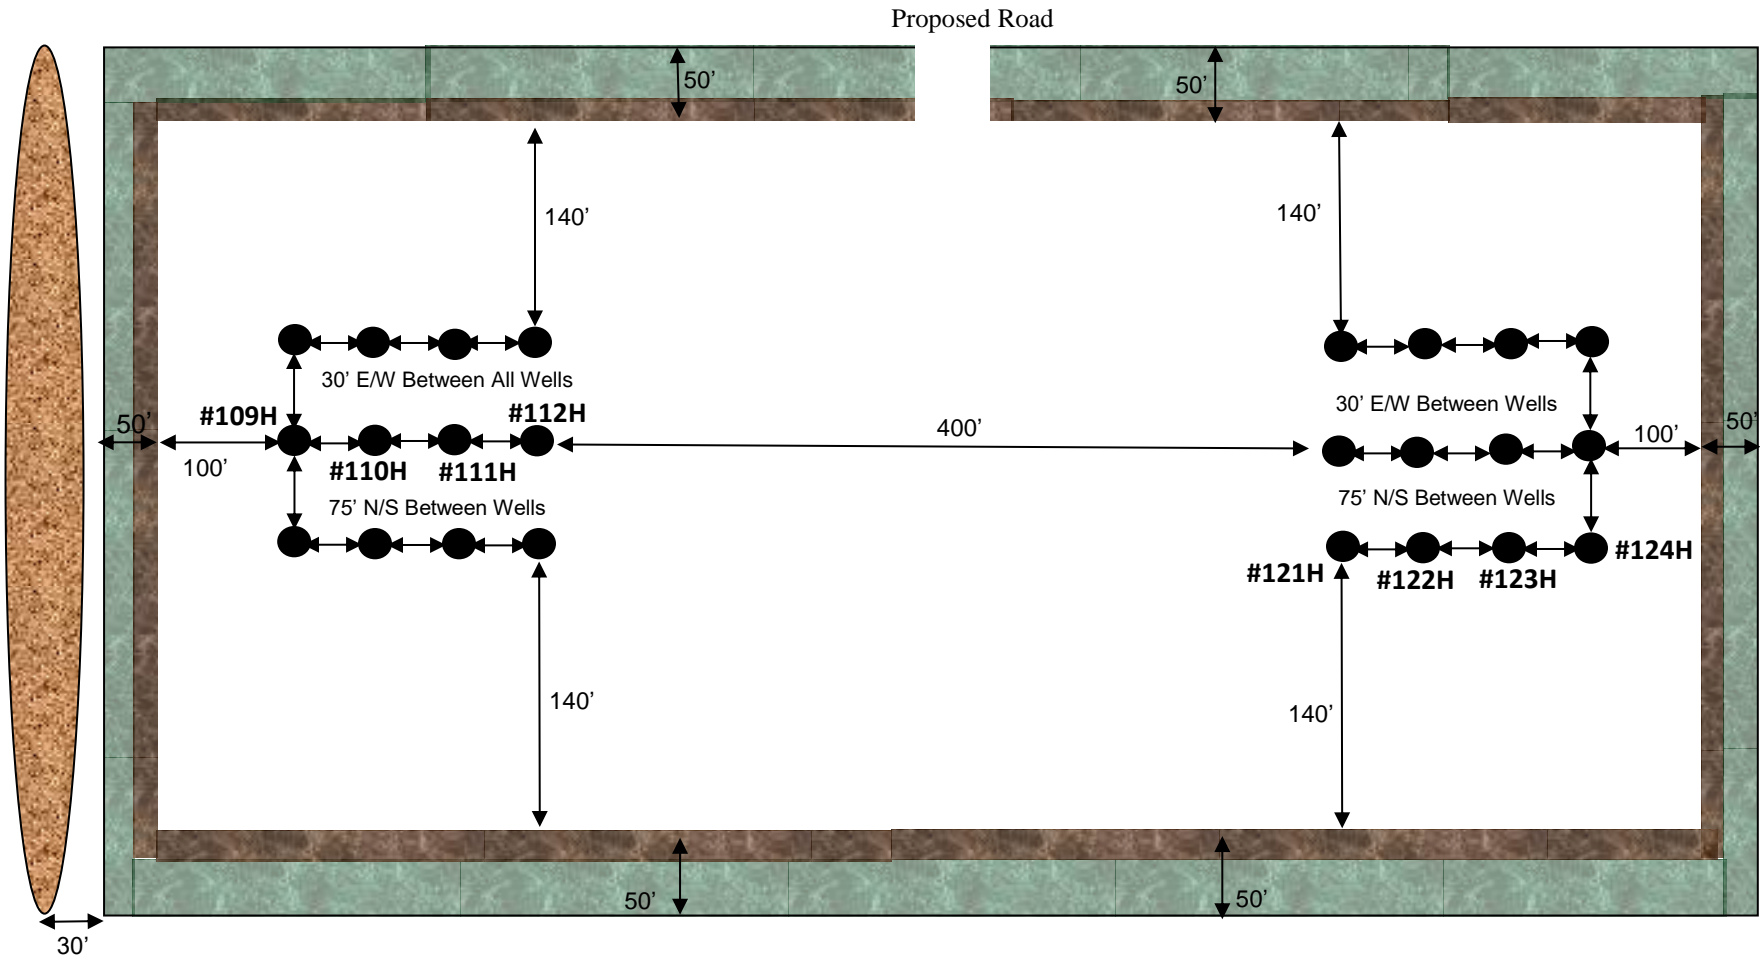 Proposed Road
50’
50’
140’
140’
30’ E/W Between All Wells
30’ E/W Between Wells
#109H
#112H
50’
400’
100’
50’
100’
#110H
#111H
75’ N/S Between Wells
75’ N/S Between Wells
#124H
#121H
#122H
#123H
140’
140’
50’
50’
30’